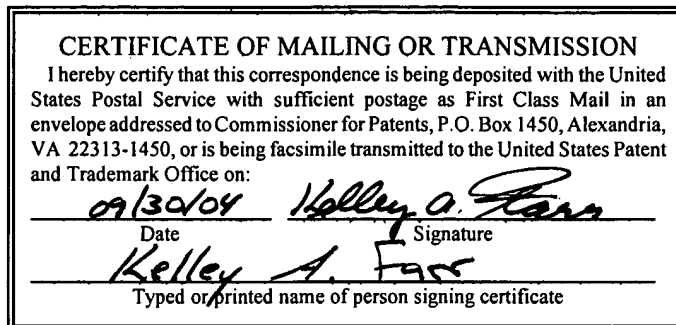 CERTIFICATE OF MAILING OR TRANSMISSION
I hereby certify that this correspondence is being deposited with the United
States Postal Service with sufficient postage as First Class Mail in an
envelope addressed to Commissioner for Patents, P.O. Box 1450, Alexandria,
VA 22313-1450, or is being facsimile transmitted to the United States Patent
and Trademark Office on:
09/30/04 Kelley A. Farr
Date Signature
Kelley A. Farr
Typed or printed name of person signing certificate